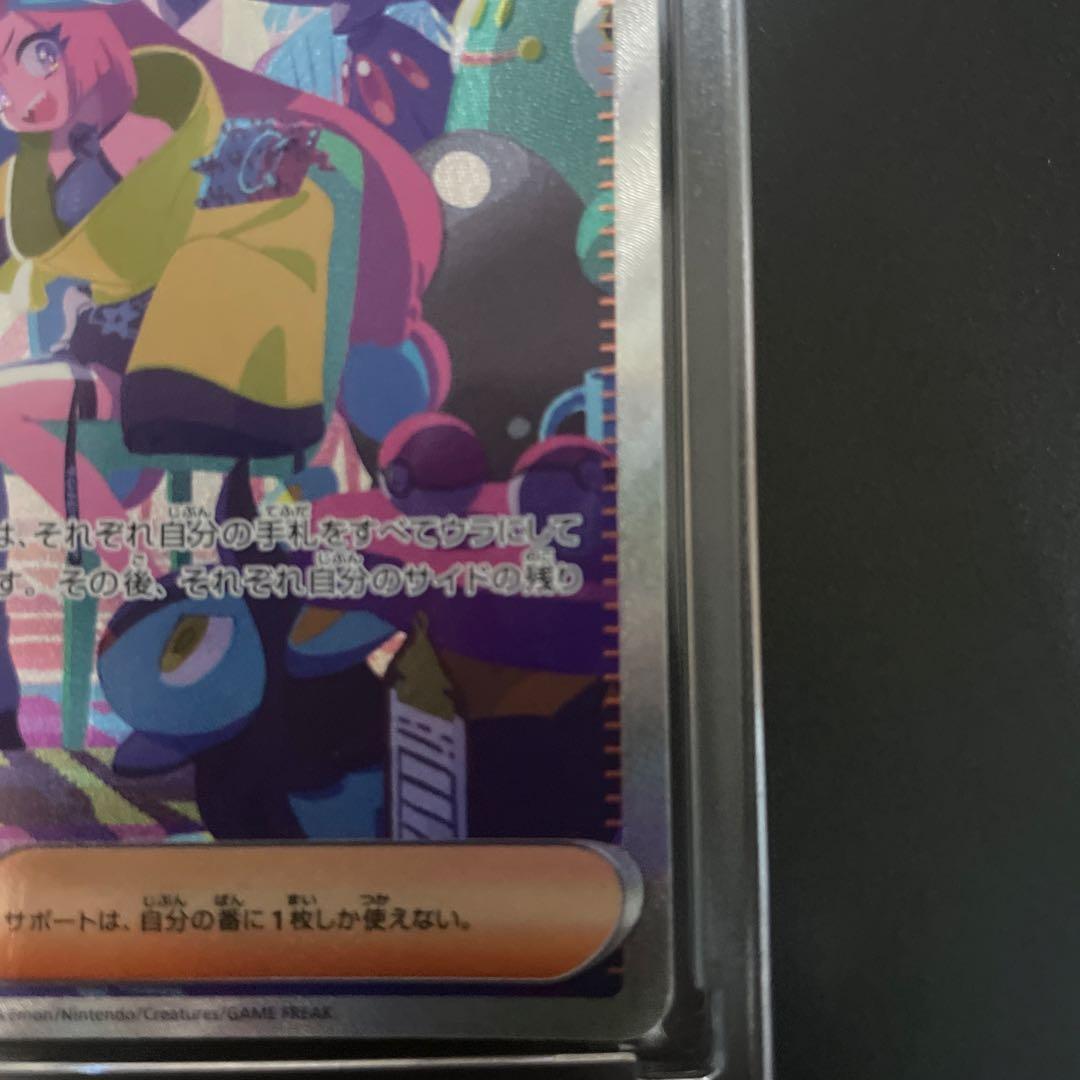 は、それぞれ自分の手札をすべてウラにして
す。その後、それぞれ自分のサイドの残り
サポートは、自分の番に1枚しか使えない。
kémon/Nintendo/Creatures/GAME FREAK